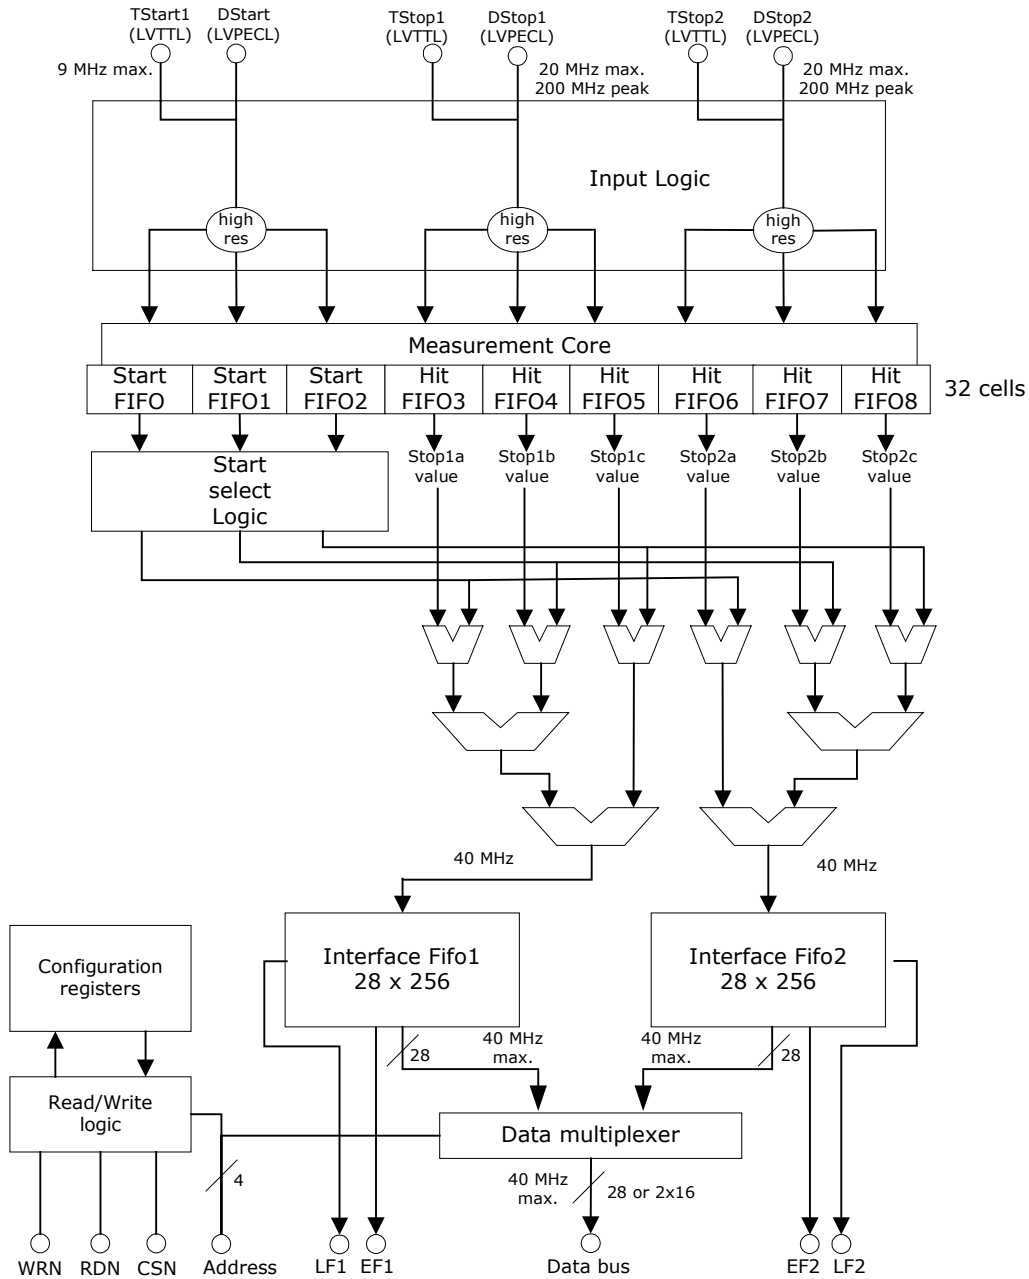 TStart1 DStart
(LVTTL) (LVPECL)
TStop1 DStop1
(LVTTL) (LVPECL)
TStop2 DStop2
(LVTTL) (LVPECL)
9 MHz max.
20 MHz max.
200 MHz peak
20 MHz max.
200 MHz peak
Input Logic
high
res
high
res
high
res
Measurement Core
Start
FIFO
Start
FIFO1
Start
FIFO2
Hit
FIFO3
Hit
FIFO4
Hit
FIFO5
Hit
FIFO6
Hit
FIFO7
Hit
FIFO8
32 cells
Start
select
Logic
Stop1a
value
Stop1b
value
Stop1c
value
Stop2a
value
Stop2b
value
Stop2c
value
40 MHz
40 MHz
Interface Fifo1
28 x 256
Interface Fifo2
28 x 256
Configuration
registers
28
40 MHz
max.
40 MHz
max.
28
Read/Write
logic
Data multiplexer
4
40 MHz
max.
28 or 2x16
WRN RDN CSN Address LF1 EF1 Data bus EF2 LF2